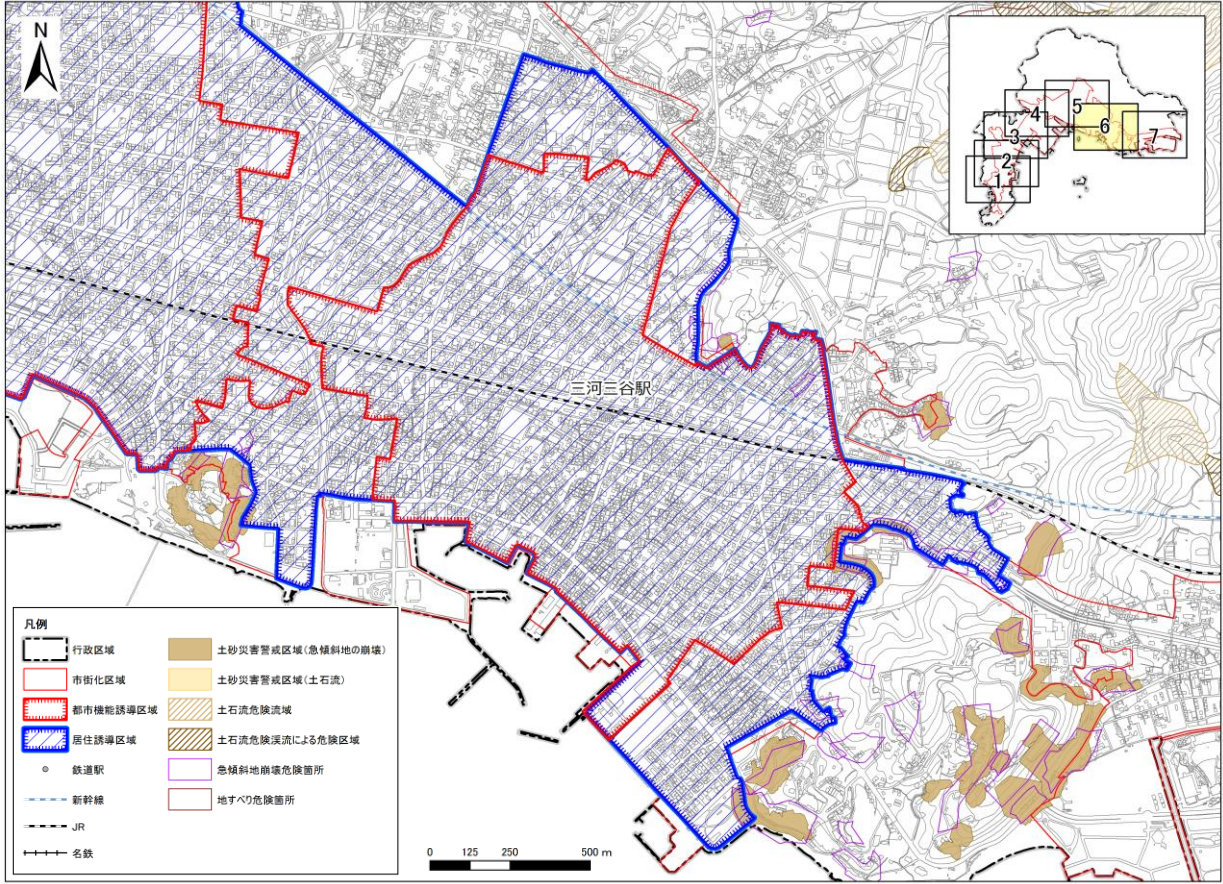 N
5
4
6
3
7
2
1
三河三谷駅
凡例
行政区域
市街化区域
都市機能誘導区域
居住誘導区域
鉄道駅
新幹線
JR
名鉄
土砂災害警戒区域(急傾斜地の崩壊)
土砂災害警戒区域(土石流)
土石流危険流域
土石流危険渓流による危険区域
急傾斜地崩壊危険箇所
地すべり危険箇所
0 125 250 500 m